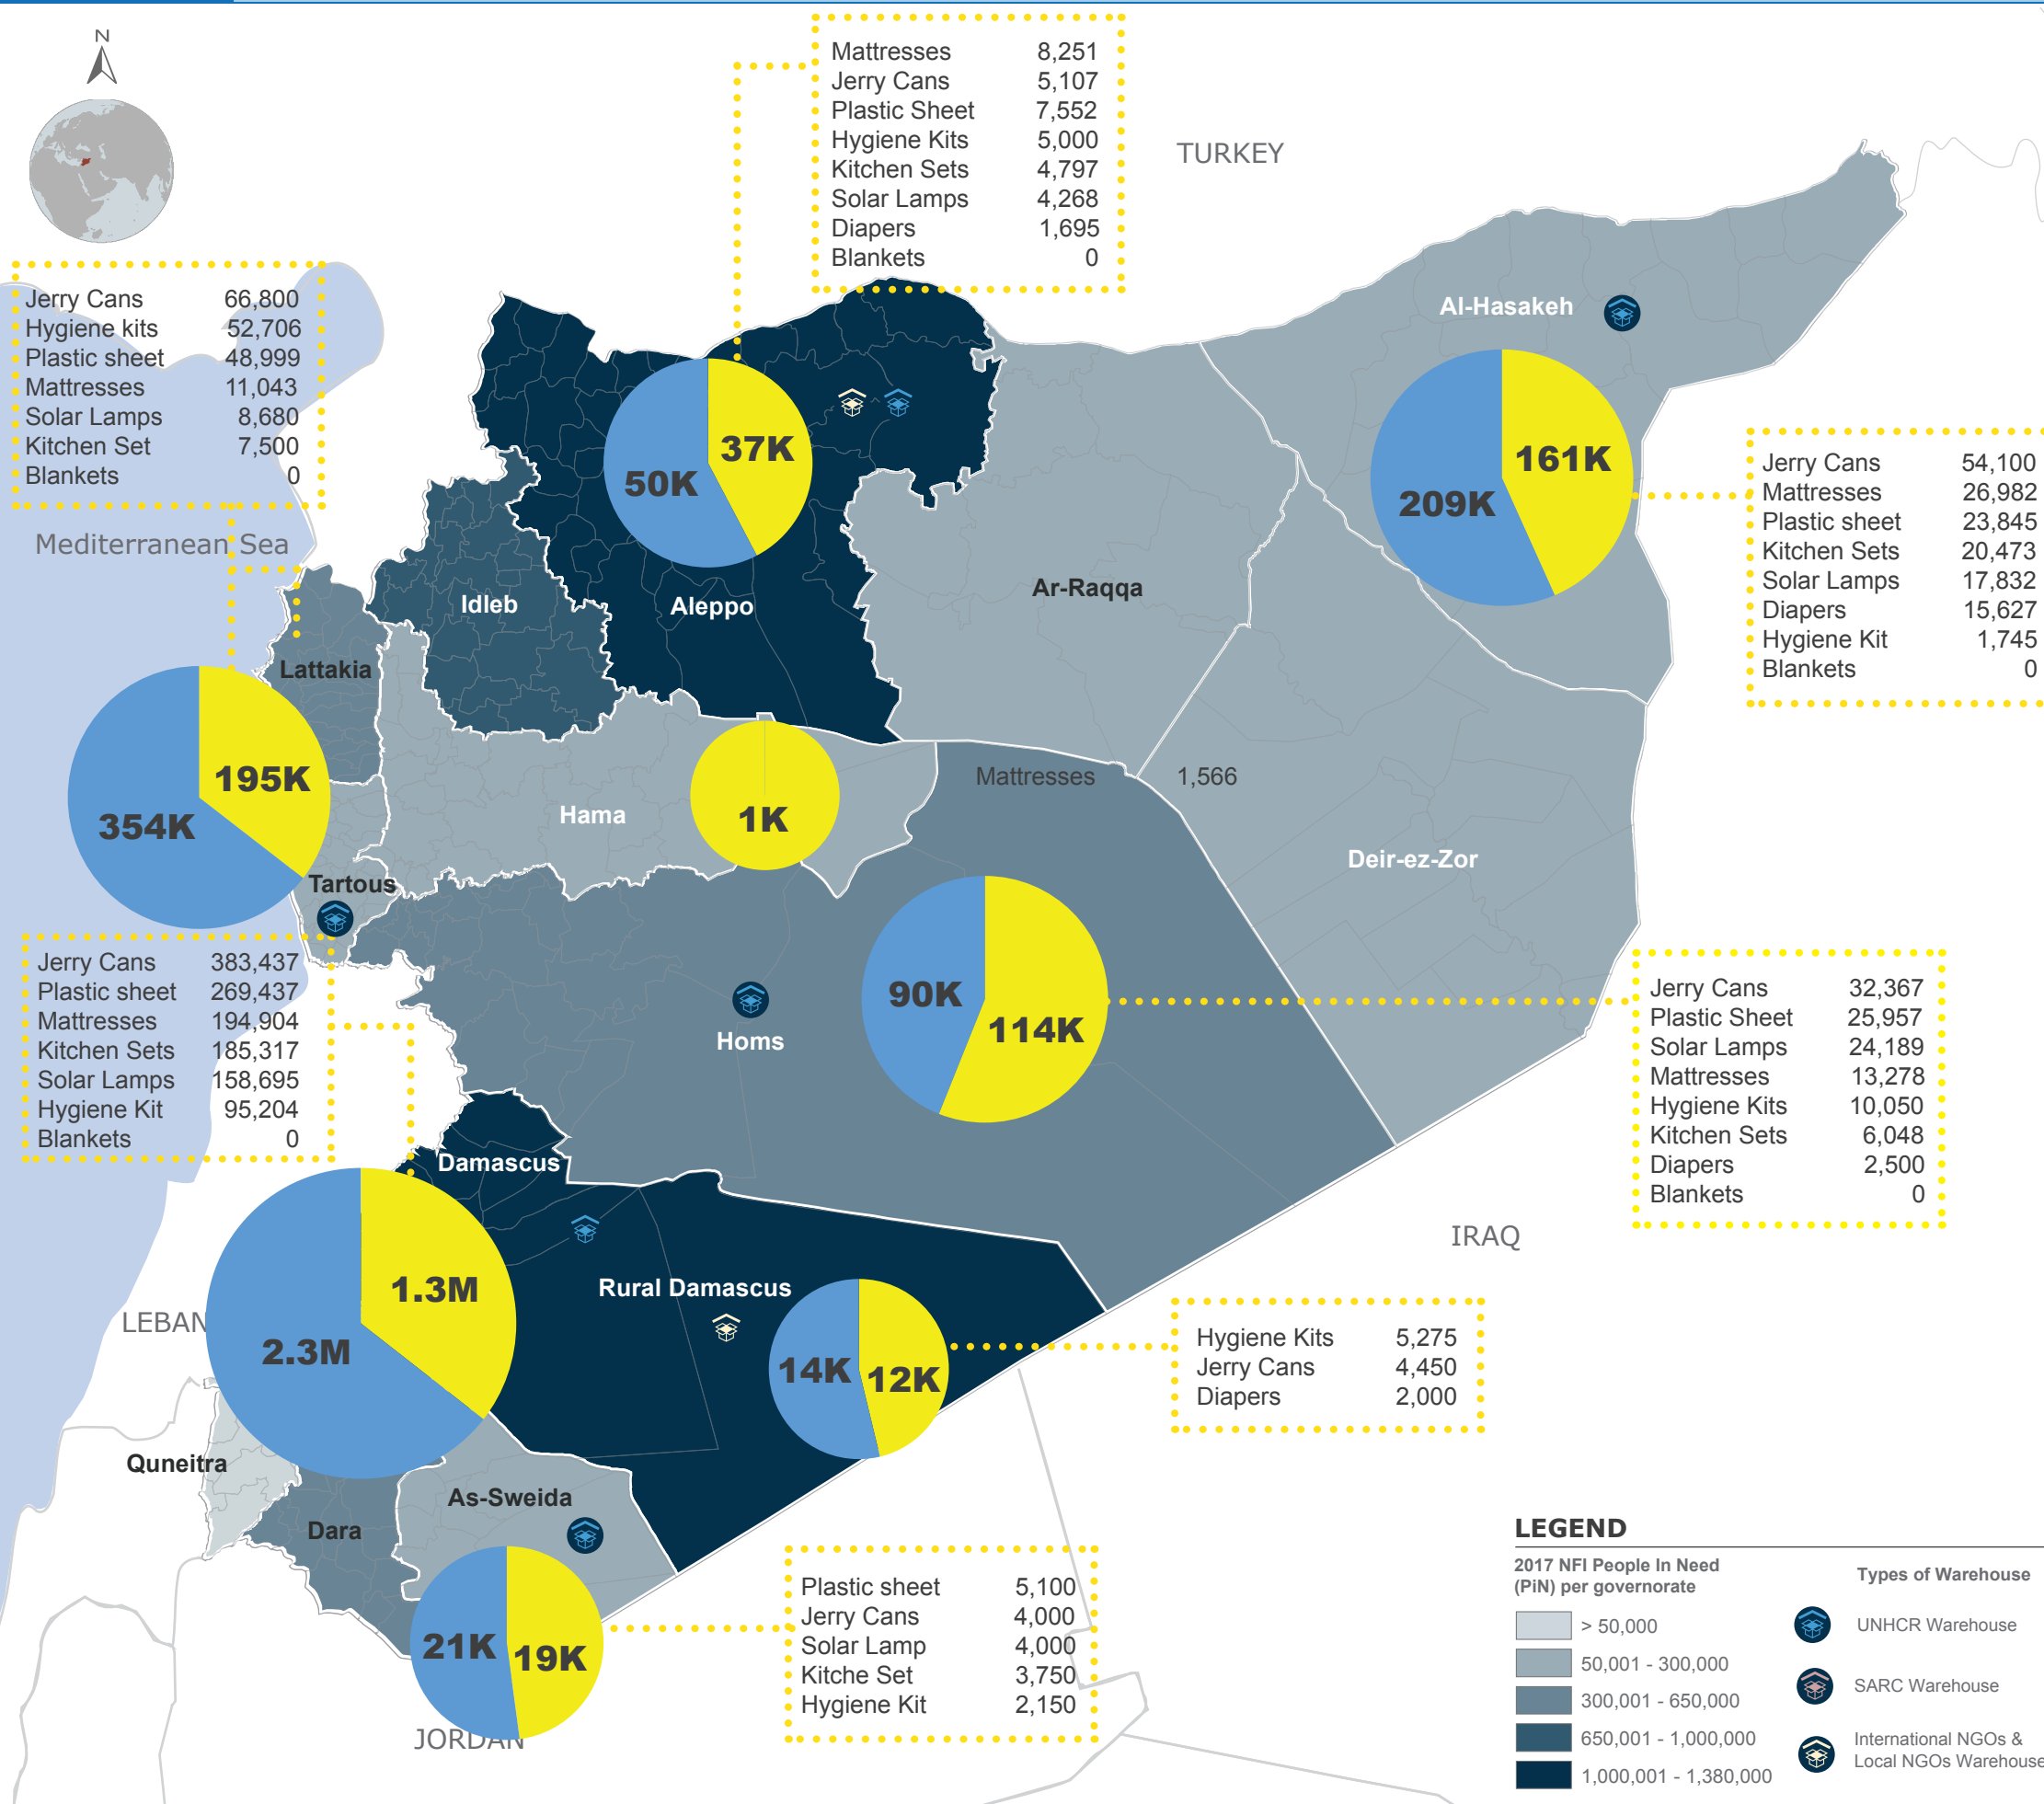 N
Mattresses 8,251
Jerry Cans 5,107
Plastic Sheet 7,552
Hygiene Kits 5,000
Kitchen Sets 4,797
Solar Lamps 4,268
Diapers 1,695
Blankets 0
TURKEY
Jerry Cans 66,800
Hygiene kits 52,706
Plastic sheet 48,999
Mattresses 11,043
Solar Lamps 8,680
Kitchen Set 7,500
Blankets 0
Mediterranean Sea
Al-Hasakeh
161K
209K
Jerry Cans 54,100
Mattresses 26,982
Plastic sheet 23,845
Kitchen Sets 20,473
Solar Lamps 17,832
Diapers 15,627
Hygiene Kit 1,745
Blankets 0
37K
50K
Idleb
Aleppo
Ar-Raqqa
Lattakia
195K
354K
Hama
1K
Mattresses 1,566
Deir-ez-Zor
Tartous
Jerry Cans 383,437
Plastic sheet 269,437
Mattresses 194,904
Kitchen Sets 185,317
Solar Lamps 158,695
Hygiene Kit 95,204
Blankets 0
Homs
90K
114K
Jerry Cans 32,367
Plastic Sheet 25,957
Solar Lamps 24,189
Mattresses 13,278
Hygiene Kits 10,050
Kitchen Sets 6,048
Diapers 2,500
Blankets 0
Damascus
IRAQ
1.3M
2.3M
LEBAN
Rural Damascus
14K
12K
Hygiene Kits 5,275
Jerry Cans 4,450
Diapers 2,000
Quneitra
Dara
As-Sweida
21K
19K
JORDAN
Plastic sheet 5,100
Jerry Cans 4,000
Solar Lamp 4,000
Kitche Set 3,750
Hygiene Kit 2,150
LEGEND
2017 NFI People In Need
(PiN) per governorate
> 50,000
50,001 - 300,000
300,001 - 650,000
650,001 - 1,000,000
1,000,001 - 1,380,000
Types of Warehouse
UNHCR Warehouse
SARC Warehouse
International NGOs &
Local NGOs Warehouse